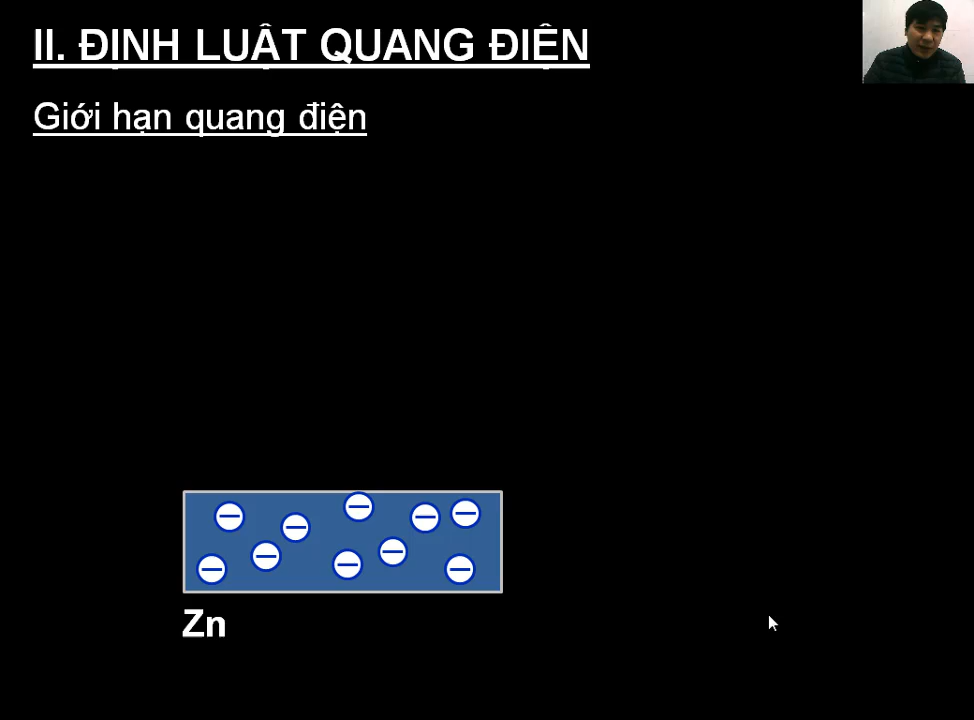 II. ĐỊNH LUẬT QUANG ĐIỆN
Giới hạn quang điện
Zn